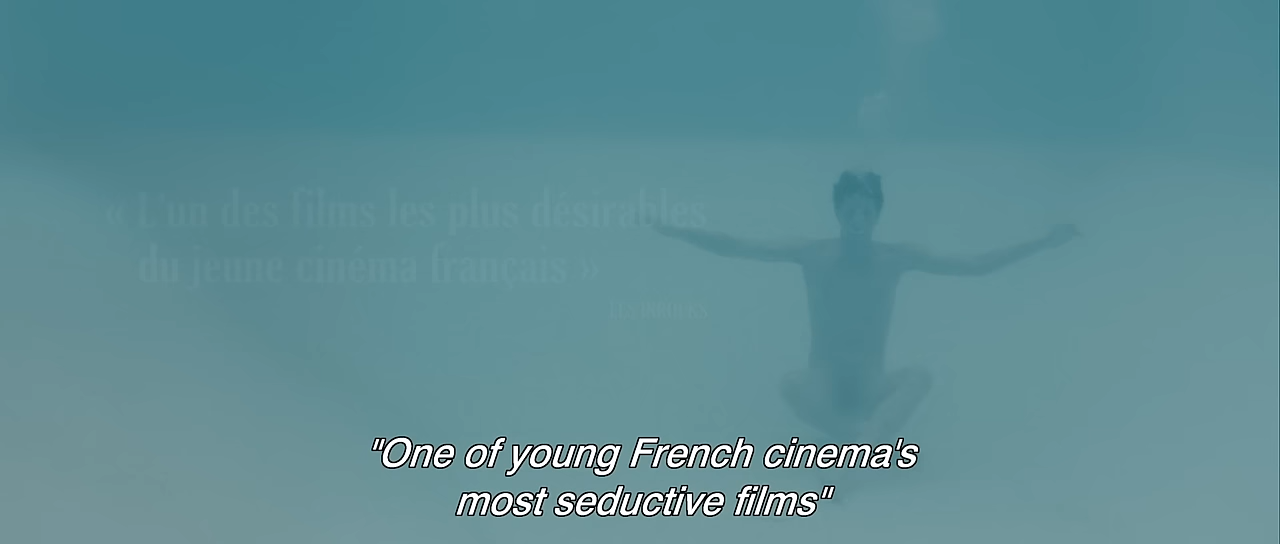 « L'un des films les plus désirables
du jeune cinéma français »
"One of young French cinema's
most seductive films"